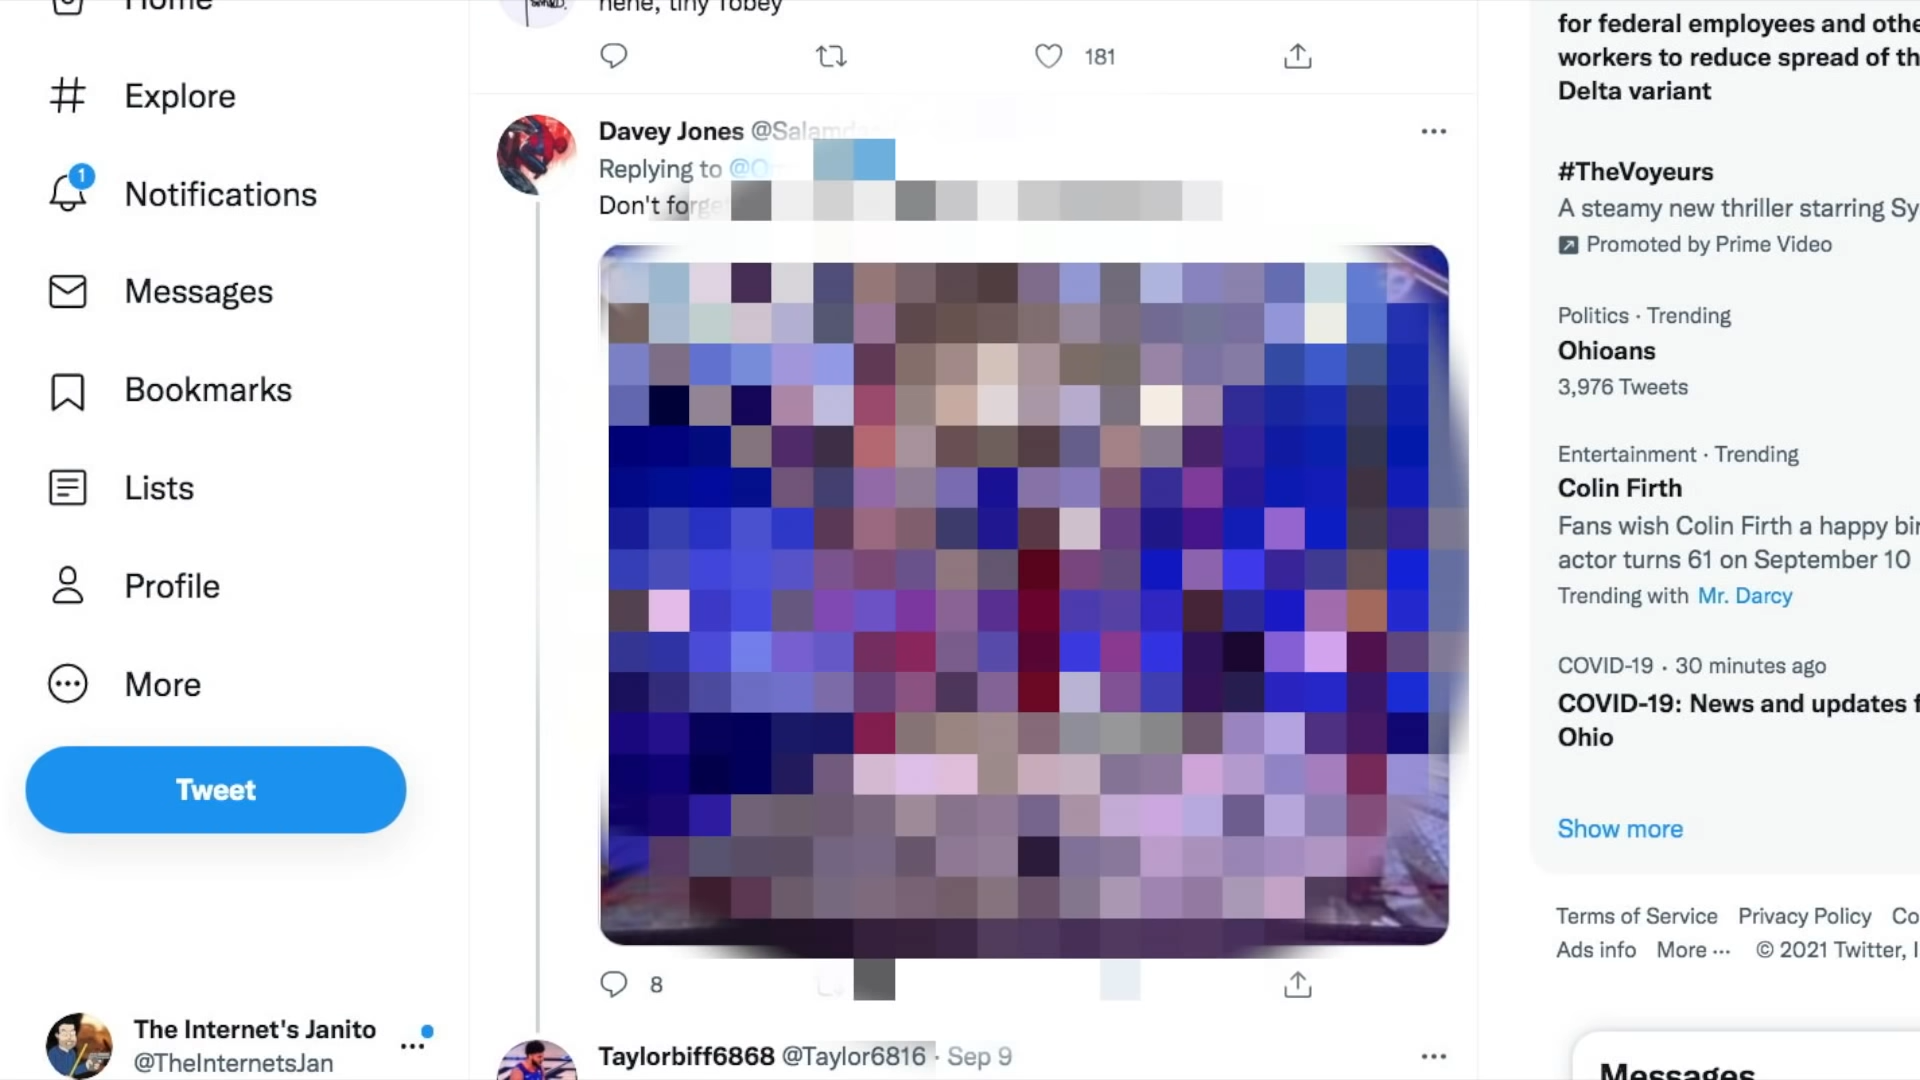 Home
Explore
1
Notifications
Messages
Bookmarks
Lists
Profile
More
Tweet
The Internet's Janito
@TheInternetsJan
hehe, tiny Tobey
181
Davey Jones
Replying to
Don't forget
8
Taylorbiff6868 @Taylor6816 · Sep 9
for federal employees and othe
workers to reduce spread of th
Delta variant
#TheVoyeurs
A steamy new thriller starring Sy
Promoted by Prime Video
Politics · Trending
Ohioans
3,976 Tweets
Entertainment · Trending
Colin Firth
Fans wish Colin Firth a happy bir
actor turns 61 on September 10
Trending with Mr. Darcy
COVID-19 · 30 minutes ago
COVID-19: News and updates f
Ohio
Show more
Terms of Service Privacy Policy Co
Ads info More ··· © 2021 Twitter, I
Messages